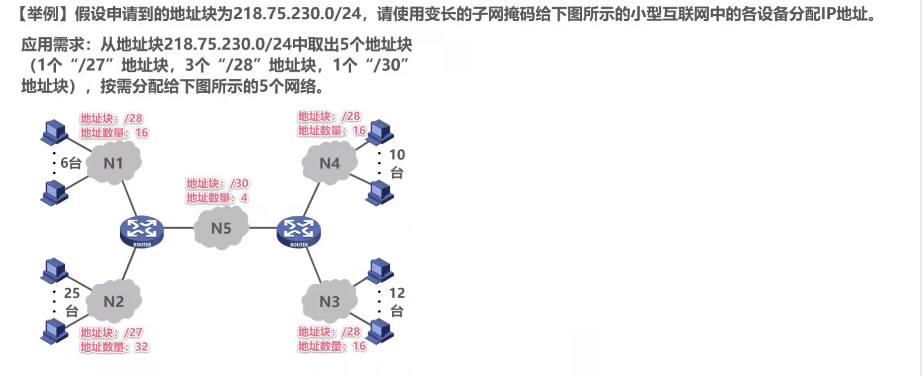 【举例】假设申请到的地址块为218.75.230.0/24，请使用变长的子网掩码给下图所示的小型互联网中的各设备分配IP地址。
应用需求：从地址块218.75.230.0/24中取出5个地址块
（1个“/27”地址块，3个“/28”地址块，1个“/30”
地址块），按需分配给下图所示的5个网络。
地址块：/28
地址数量：16
6台
N1
地址块：/28
地址数量：16
N4
10
台
地址块：/30
地址数量：4
N5
ROUTER
ROUTER
25
台
N2
地址块：/27
地址数量：32
N3
12
台
地址块：/28
地址数量：16